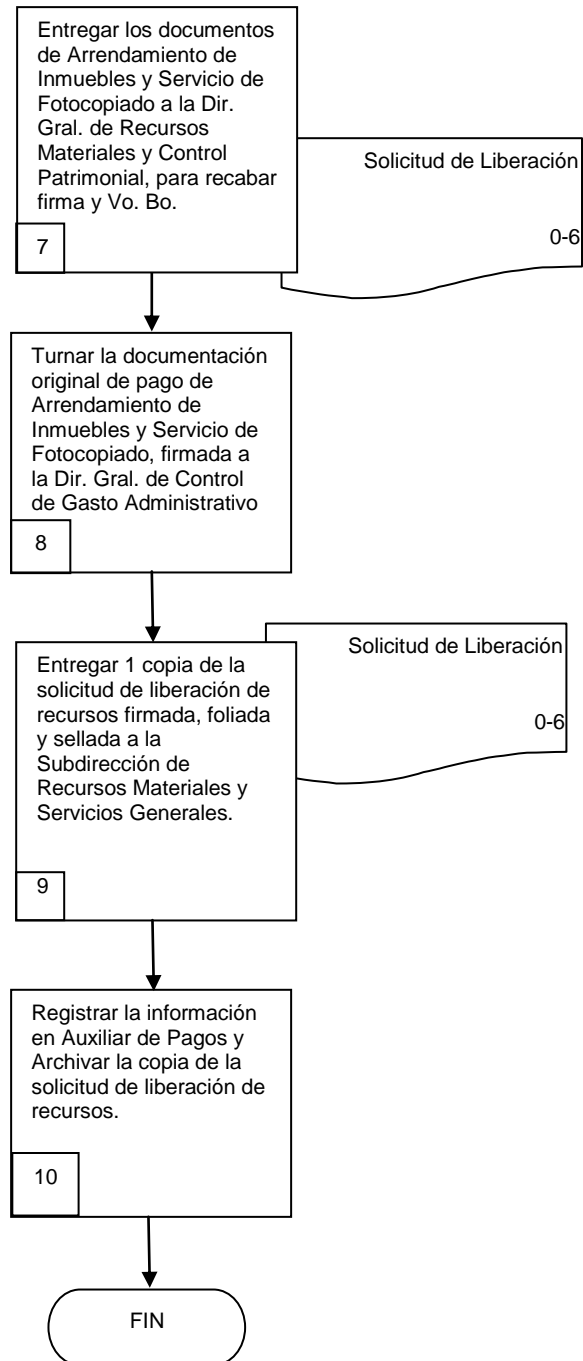 Entregar los documentos
de Arrendamiento de
Inmuebles y Servicio de
Fotocopiado a la Dir.
Gral. de Recursos
Materiales y Control
Patrimonial, para recabar
firma y Vo. Bo.
7
Solicitud de Liberación
0-6
Turnar la documentación
original de pago de
Arrendamiento de
Inmuebles y Servicio de
Fotocopiado, firmada a
la Dir. Gral. de Control
de Gasto Administrativo
8
Entregar 1 copia de la
solicitud de liberación de
recursos firmada, foliada
y sellada a la
Subdirección de
Recursos Materiales y
Servicios Generales.
9
Solicitud de Liberación
0-6
Registrar la información
en Auxiliar de Pagos y
Archivar la copia de la
solicitud de liberación de
recursos.
10
FIN